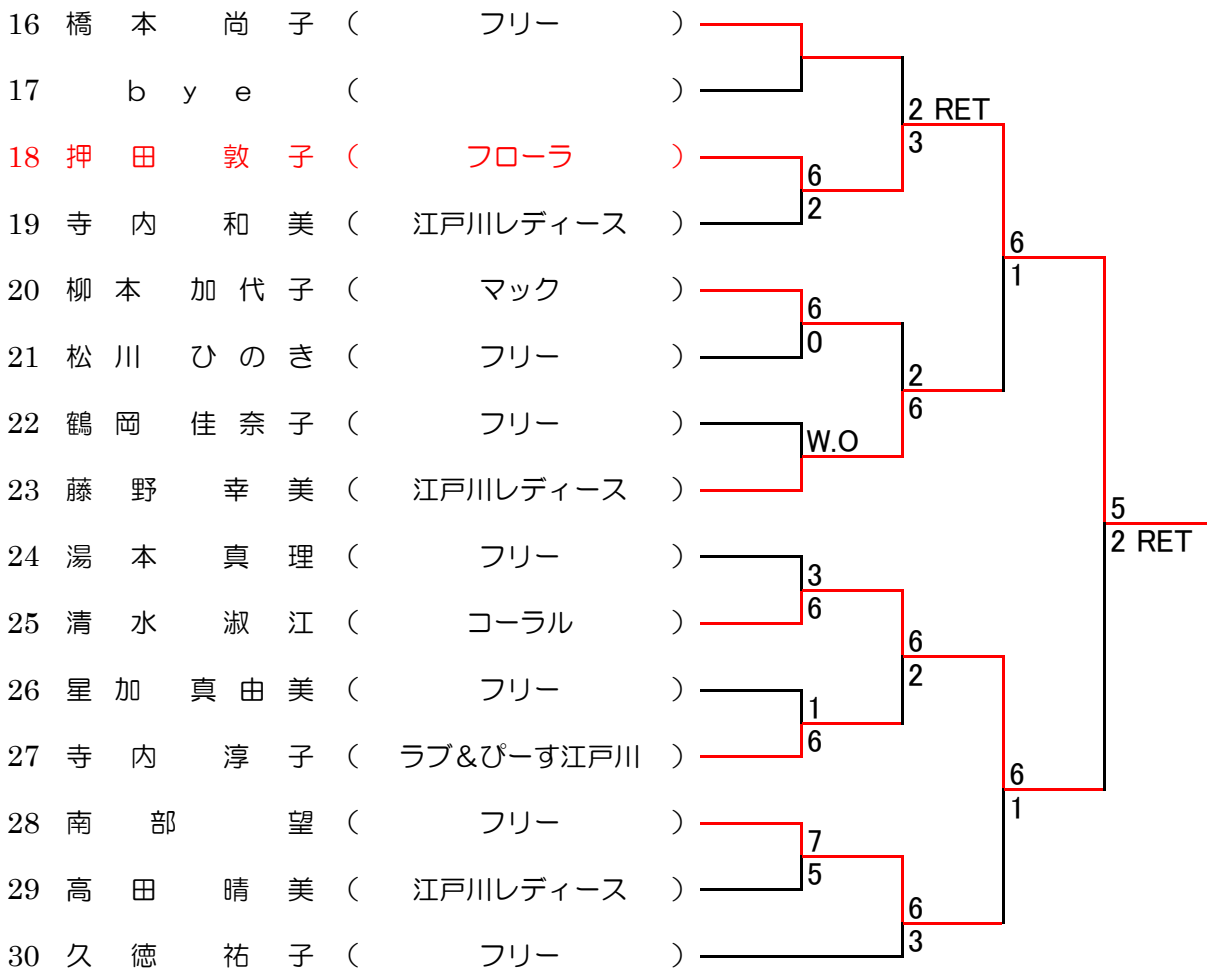 16 橋本 尚子 ( フリー )
17 bye ( )
2 RET
18 押田 敦子 ( フローラ )
3
6
19 寺内 和美 ( 江戸川レディース )
2
6
20 柳本 加代子 ( マック )
1
6
21 松川 ひのき ( フリー )
0
2
22 鶴岡 佳奈子 ( フリー )
6
W.O
23 藤野 幸美 ( 江戸川レディース )
5
24 湯本 真理 ( フリー )
2 RET
3
25 清水 淑江 ( コーラル )
6
6
26 星加 真由美 ( フリー )
2
1
27 寺内 淳子 ( ラブ&ぴーす江戸川 )
6
6
28 南部 望 ( フリー )
1
7
29 高田 晴美 ( 江戸川レディース )
5
6
30 久徳 祐子 ( フリー )
3